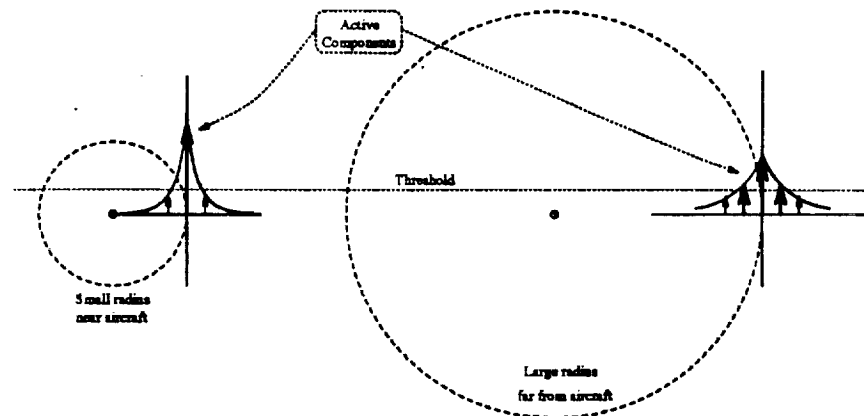 Active
Components
Threshold
Small radius
near aircraft
Large radius
far from aircraft